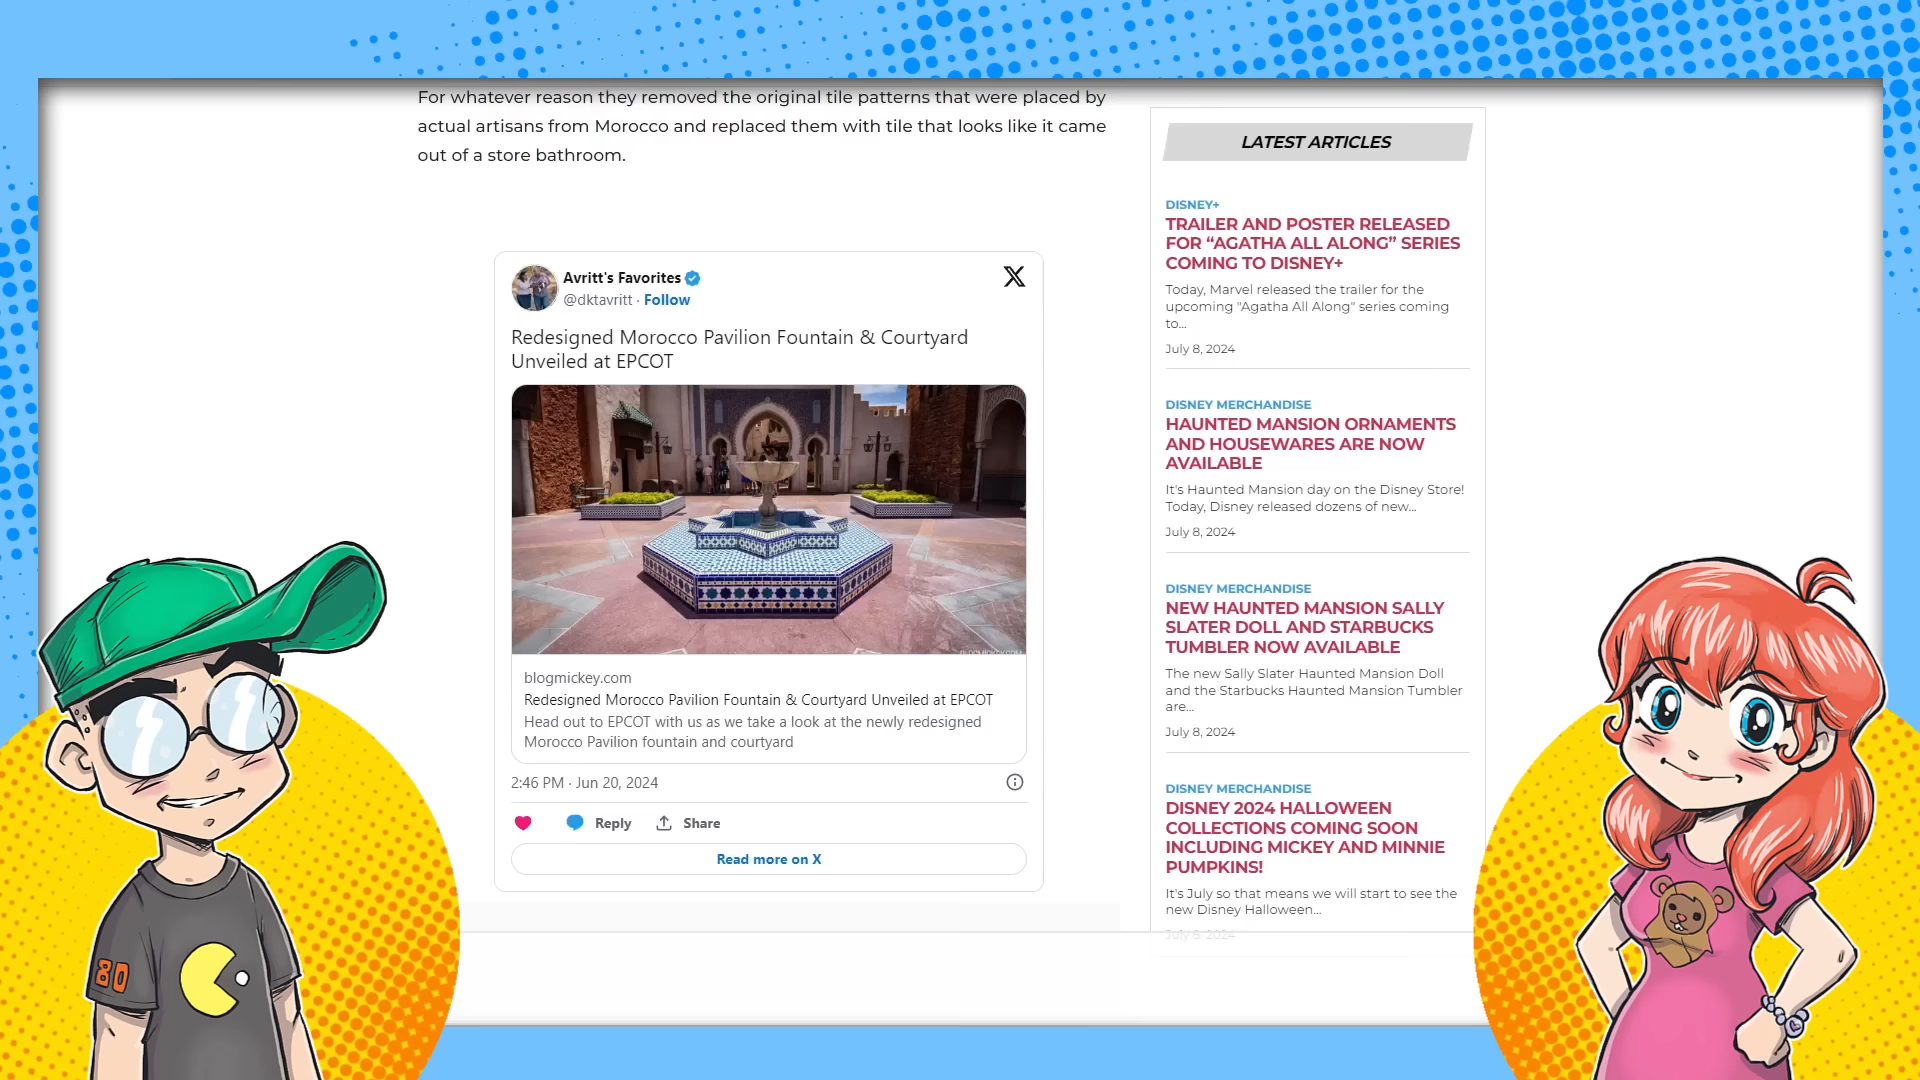 For whatever reason they removed the original tile patterns that were placed by
actual artisans from Morocco and replaced them with tile that looks like it came
out of a store bathroom.
Avritt's Favorites
@dktavritt · Follow
Redesigned Morocco Pavilion Fountain & Courtyard
Unveiled at EPCOT
BLOGMICKEY.COM
blogmickey.com
Redesigned Morocco Pavilion Fountain & Courtyard Unveiled at EPCOT
Head out to EPCOT with us as we take a look at the newly redesigned
Morocco Pavilion fountain and courtyard
2:46 PM · Jun 20, 2024
Reply
Share
Read more on X
LATEST ARTICLES
DISNEY+
TRAILER AND POSTER RELEASED
FOR “AGATHA ALL ALONG” SERIES
COMING TO DISNEY+
Today, Marvel released the trailer for the
upcoming "Agatha All Along" series coming
to...
July 8, 2024
DISNEY MERCHANDISE
HAUNTED MANSION ORNAMENTS
AND HOUSEWARES ARE NOW
AVAILABLE
It's Haunted Mansion day on the Disney Store!
Today, Disney released dozens of new...
July 8, 2024
DISNEY MERCHANDISE
NEW HAUNTED MANSION SALLY
SLATER DOLL AND STARBUCKS
TUMBLER NOW AVAILABLE
The new Sally Slater Haunted Mansion Doll
and the Starbucks Haunted Mansion Tumbler
are...
July 8, 2024
DISNEY MERCHANDISE
DISNEY 2024 HALLOWEEN
COLLECTIONS COMING SOON
INCLUDING MICKEY AND MINNIE
PUMPKINS!
It's July so that means we will start to see the
new Disney Halloween...
July 8, 2024
80